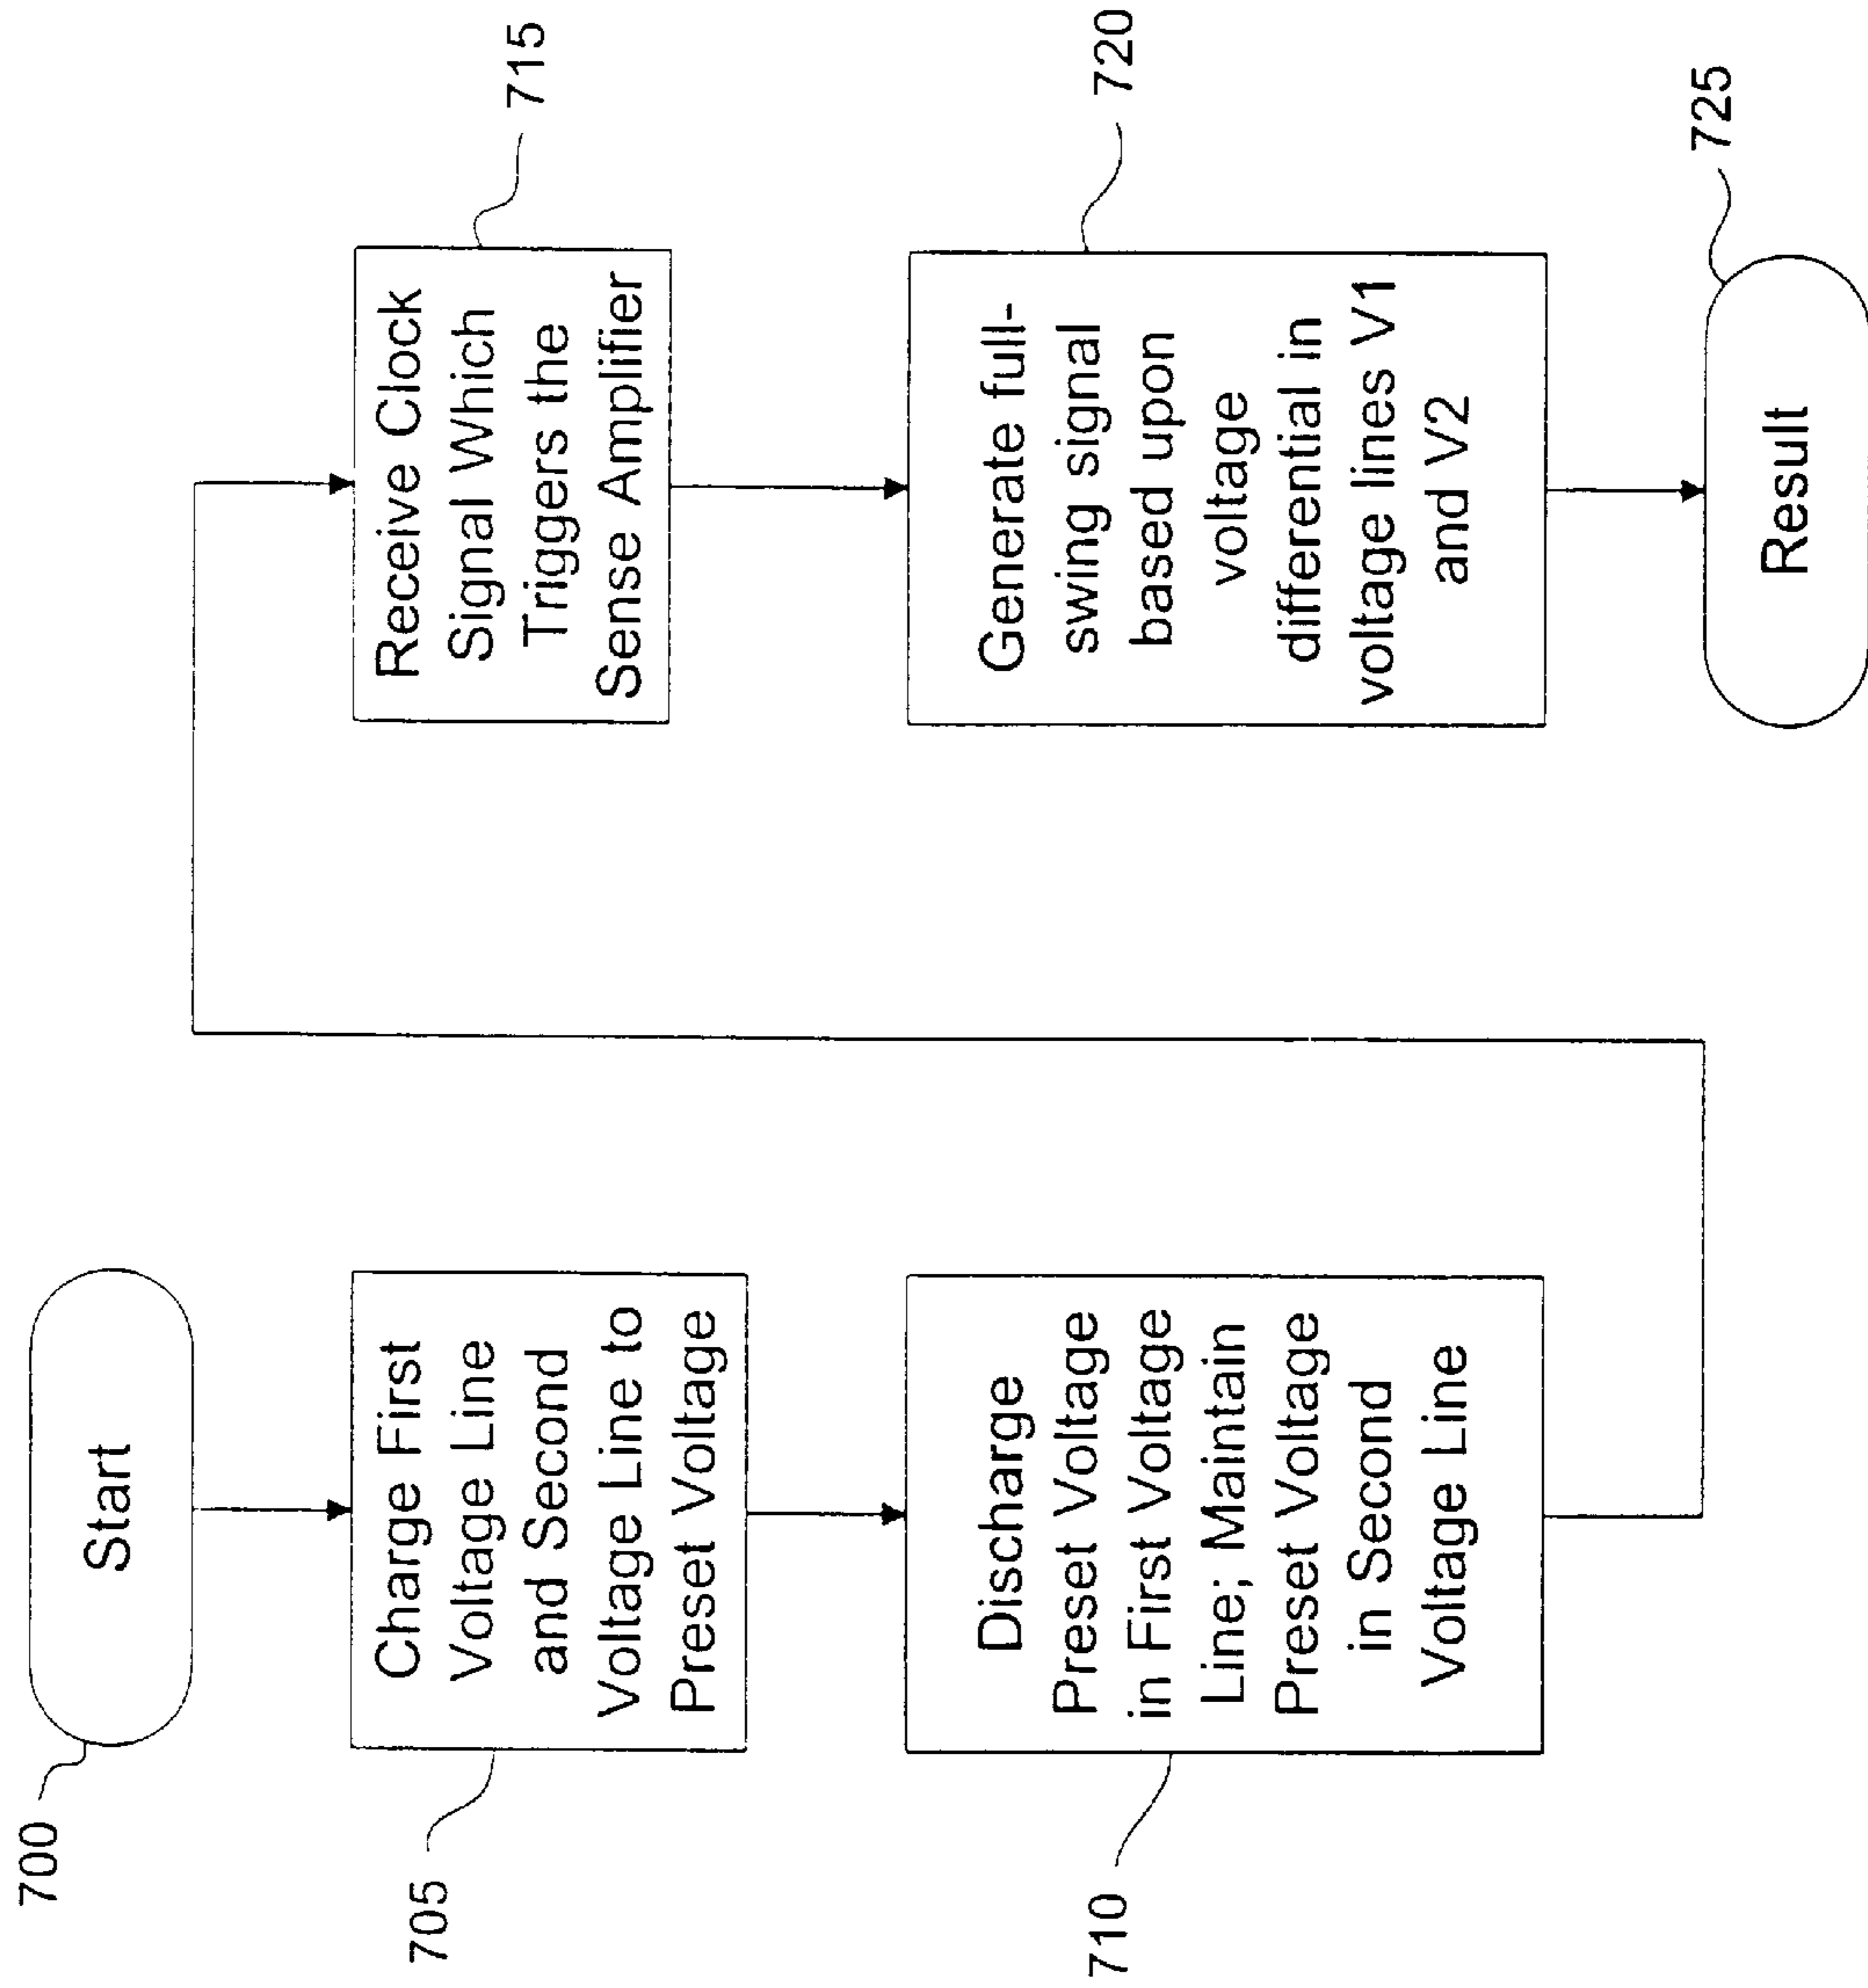 700
Start
705
Charge First
Voltage Line
and Second
Voltage Line to
Preset Voltage
710
Discharge
Preset Voltage
in First Voltage
Line; Maintain
Preset Voltage
in Second
Voltage Line
715
Receive Clock
Signal Which
Triggers the
Sense Amplifier
720
Generate full-
swing signal
based upon
voltage
differential in
voltage lines V1
and V2
725
Result